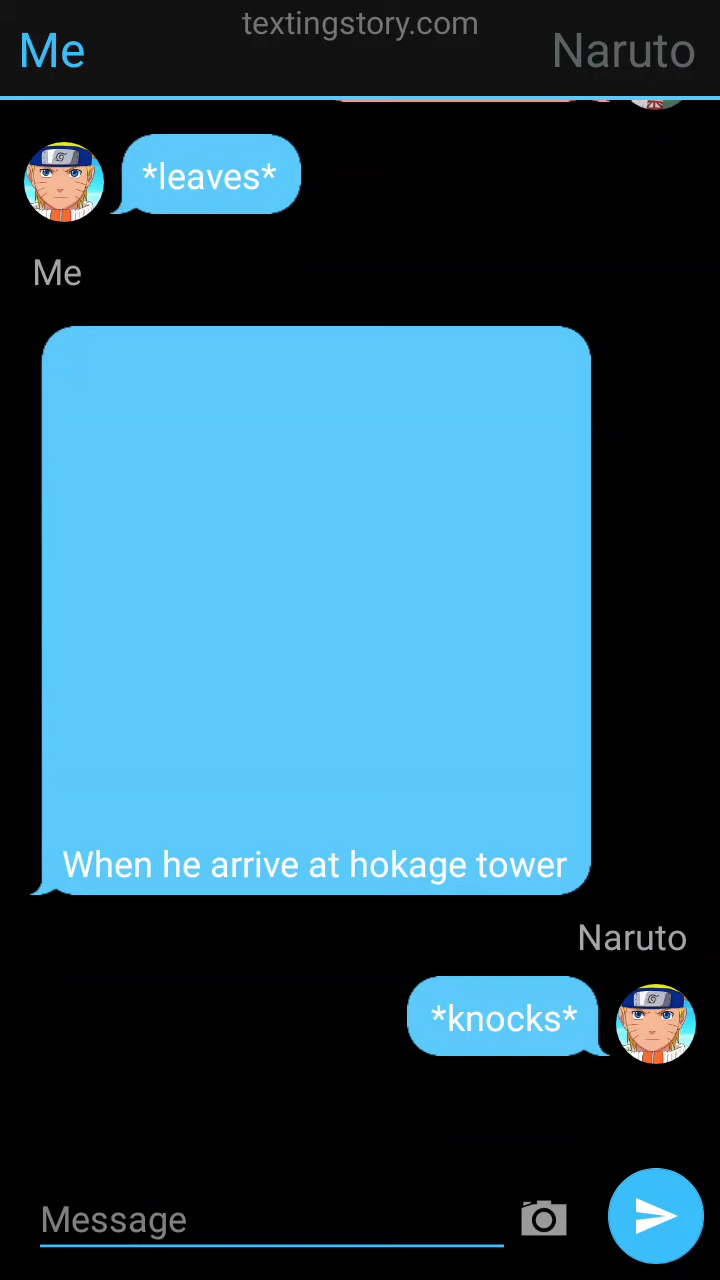 textingstory.com
Me
Naruto
*leaves*
Me
When he arrive at hokage tower
Naruto
*knocks*
Message